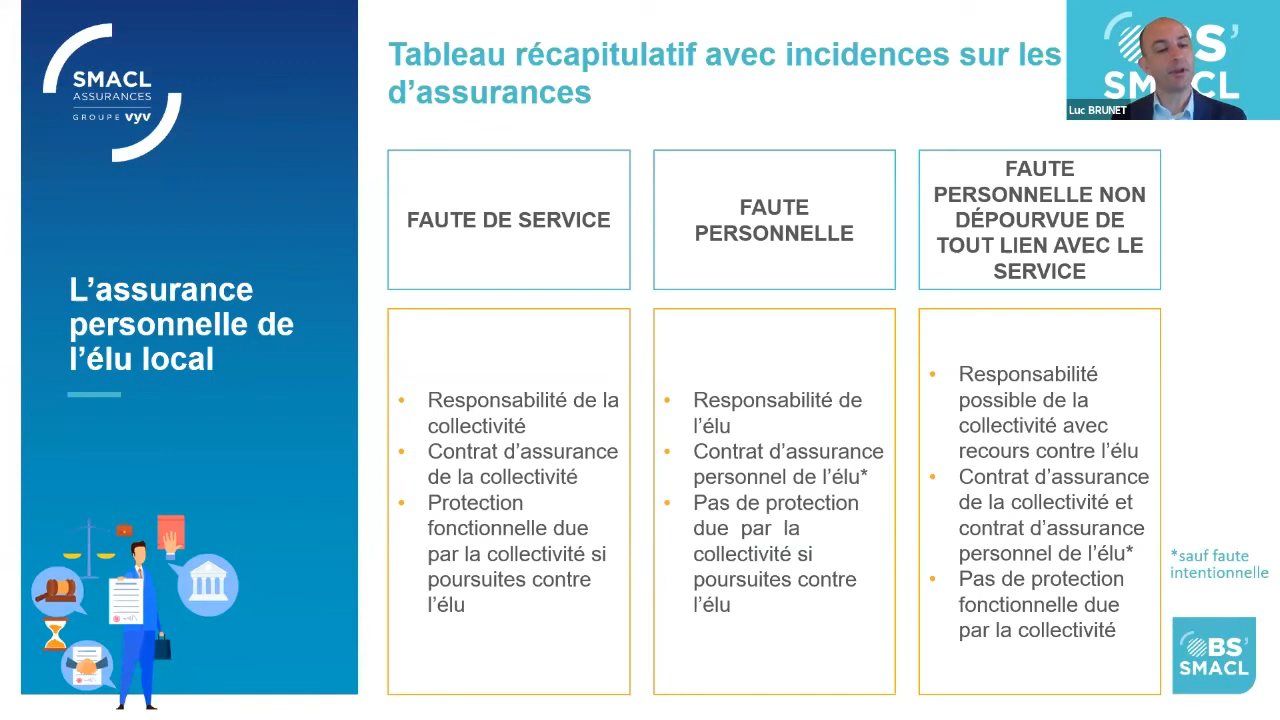 SMACL
ASSURANCES
GROUPE vyv
L’assurance
personnelle de
l’élu local
Tableau récapitulatif avec incidences sur les
d’assurances
BS’
SMACL
Luc BRUNET
FAUTE DE SERVICE
FAUTE
PERSONNELLE
FAUTE
PERSONNELLE NON
DÉPOURVUE DE
TOUT LIEN AVEC LE
SERVICE
• Responsabilité de la
collectivité
• Contrat d’assurance
de la collectivité
• Protection
fonctionnelle due
par la collectivité si
poursuites contre
l’élu
• Responsabilité de
l’élu
• Contrat d’assurance
personnel de l’élu*
• Pas de protection
due par la
collectivité si
poursuites contre
l’élu
• Responsabilité
possible de la
collectivité avec
recours contre l’élu
• Contrat d’assurance
de la collectivité et
contrat d’assurance
personnel de l’élu*
• Pas de protection
fonctionnelle due
par la collectivité
*sauf faute
intentionnelle
OBS’
SMACL